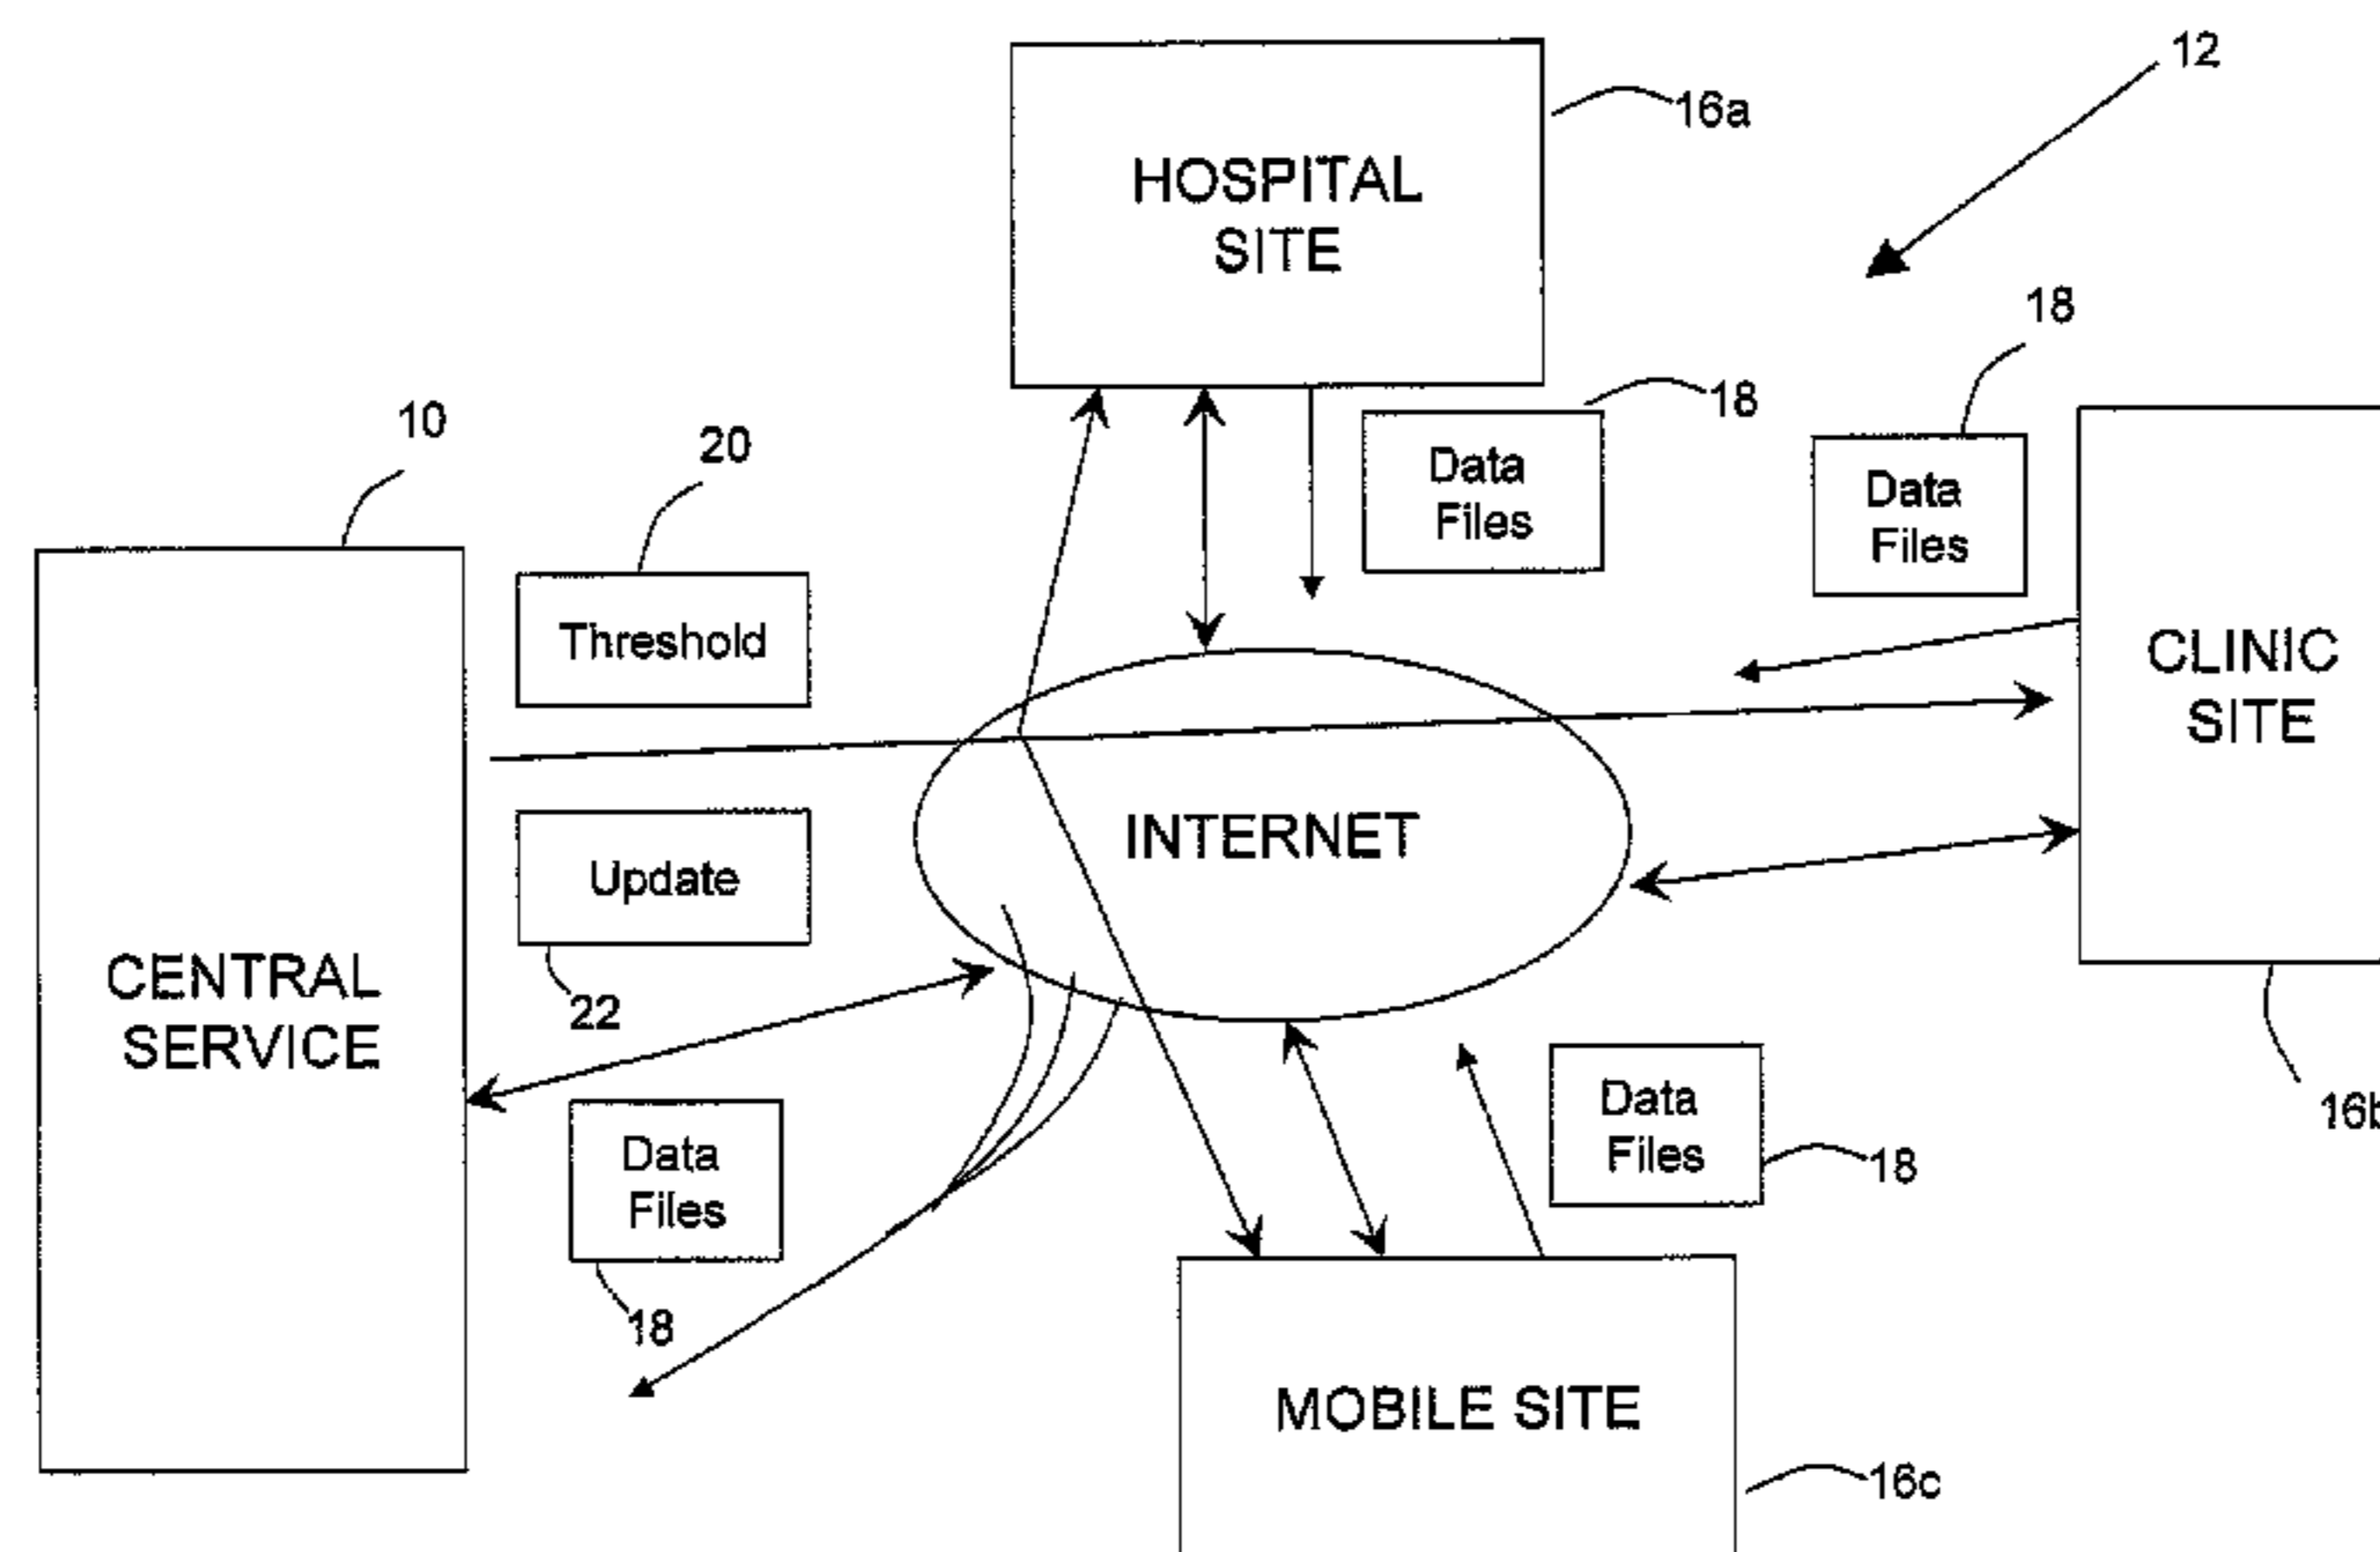 12
16a
HOSPITAL
SITE
18
18
10
20
Data
Files
Data
Files
Threshold
CLINIC
SITE
INTERNET
Update
CENTRAL
SERVICE
22
Data
Files
18
Data
Files
18
16b
MOBILE SITE
16c